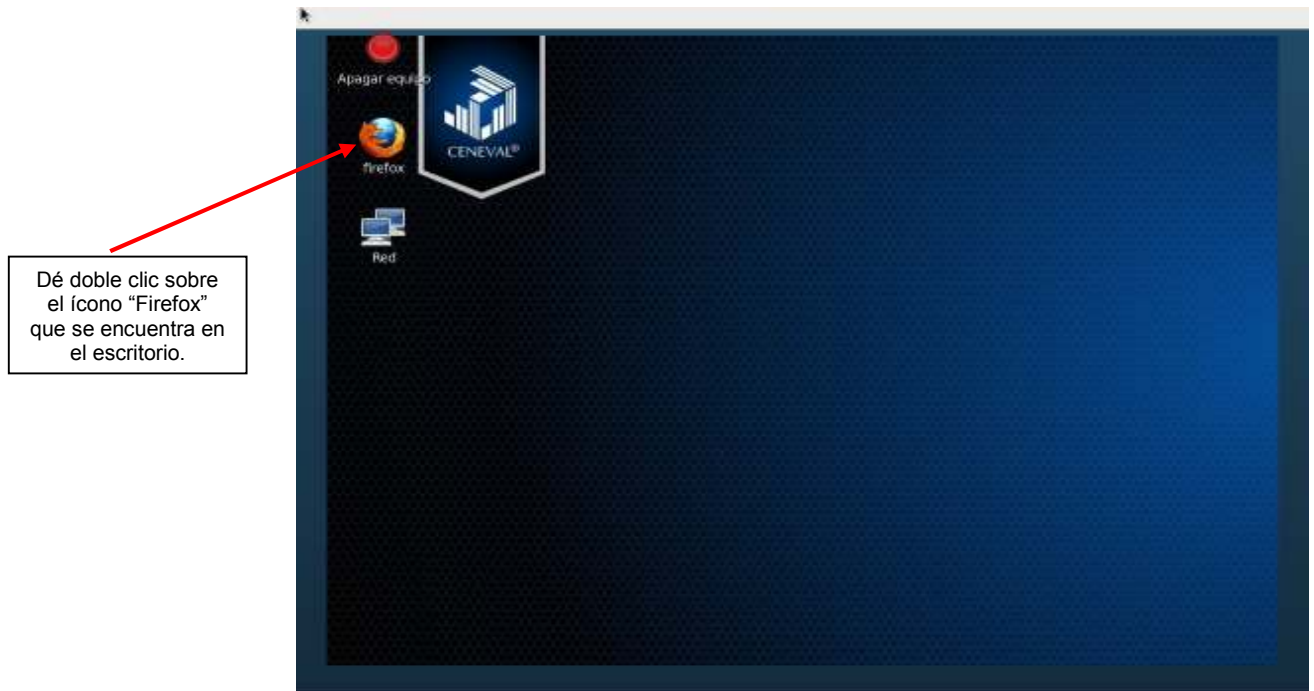 Apagar equipo
CENEVAL®
firefox
Red
Dé doble clic sobre
el ícono “Firefox”
que se encuentra en
el escritorio.